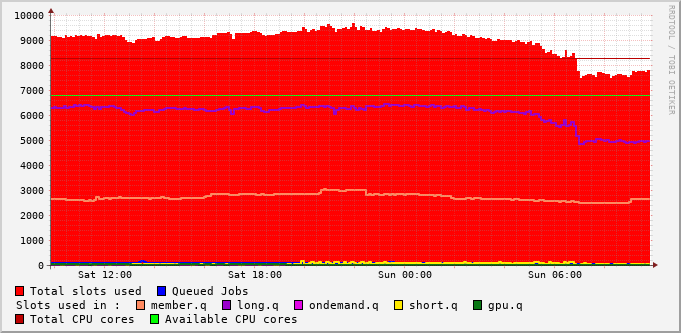 10000
9000
8000
7000
6000
5000
4000
3000
2000
1000
0
Sat 12:00 Sat 18:00 Sun 00:00 Sun 06:00
RRDTOOL / TOBI OETIKER
Total slots used Queued Jobs
Slots used in : member.q long.q ondemand.q short.q gpu.q
Total CPU cores Available CPU cores